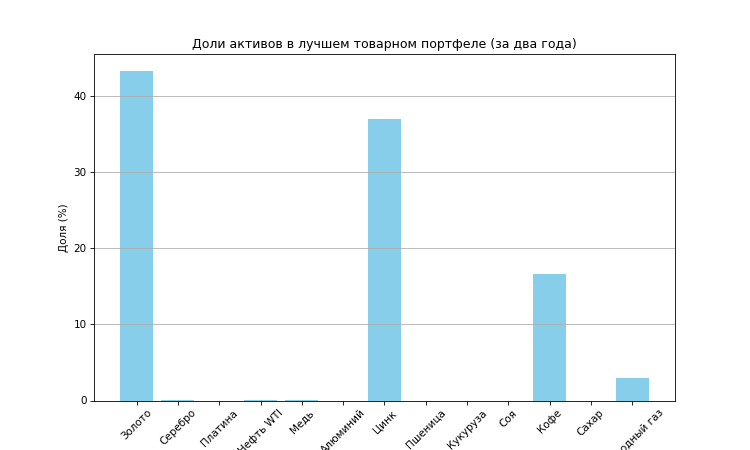 Доли активов в лучшем товарном портфеле (за два года)
Доля (%)
40
30
20
10
0
Золото
Серебро
Платина
Нефть WTI
Медь
Алюминий
Цинк
Пшеница
Кукуруза
Соя
Кофе
Сахар
газ